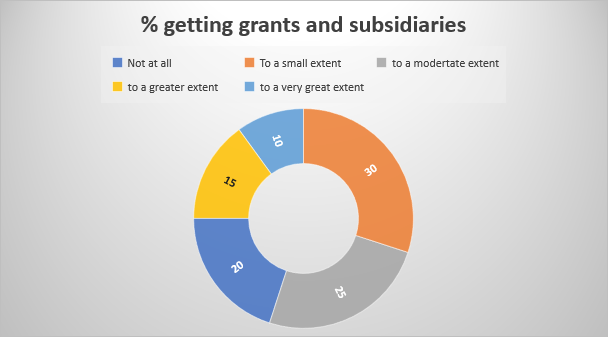 % getting grants and subsidiaries
Not at all To a small extent to a modertate extent
to a greater extent to a very great extent
10
30
15
20
25